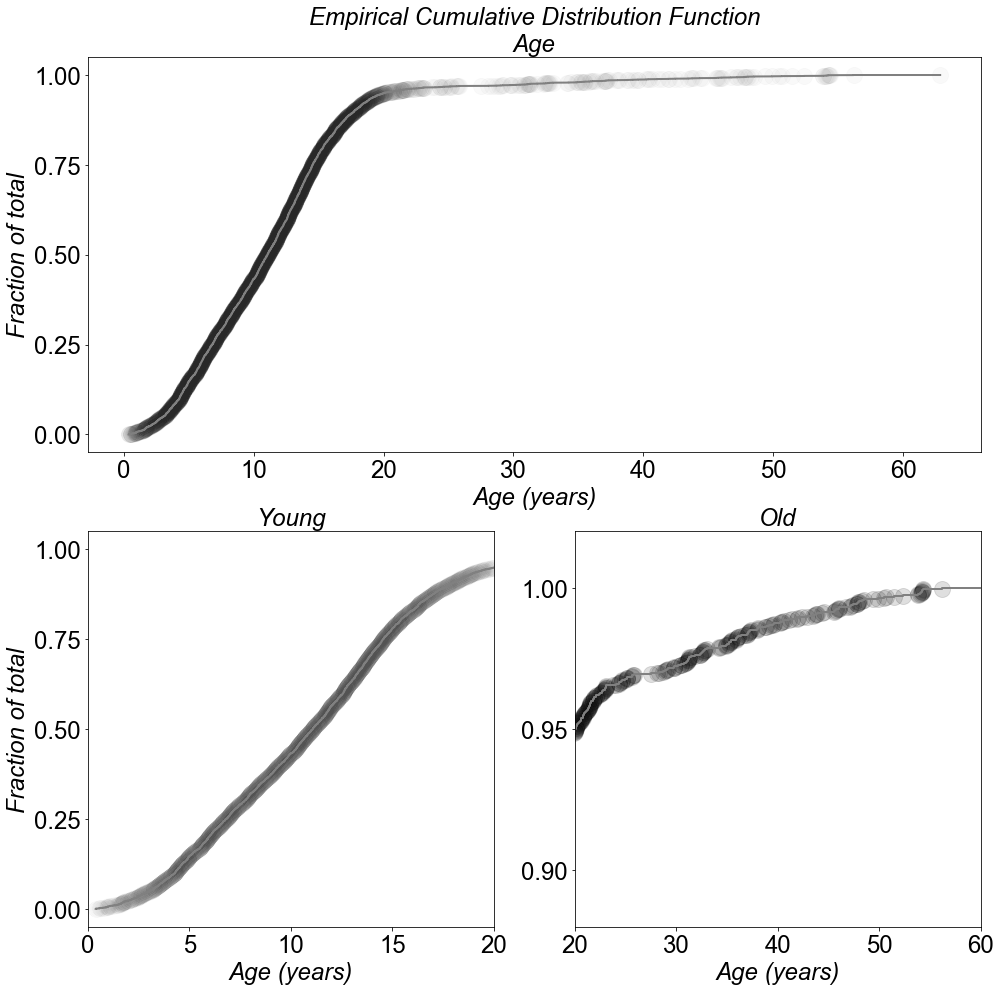 Empirical Cumulative Distribution Function
Age
1.00
0.75
0.50
0.25
0.00
Fraction of total
0 10 20 30 40 50 60
Age (years)
Young
1.00
0.75
0.50
0.25
0.00
Fraction of total
0 5 10 15 20
Age (years)
Old
1.00
0.95
0.90
20 30 40 50 60
Age (years)